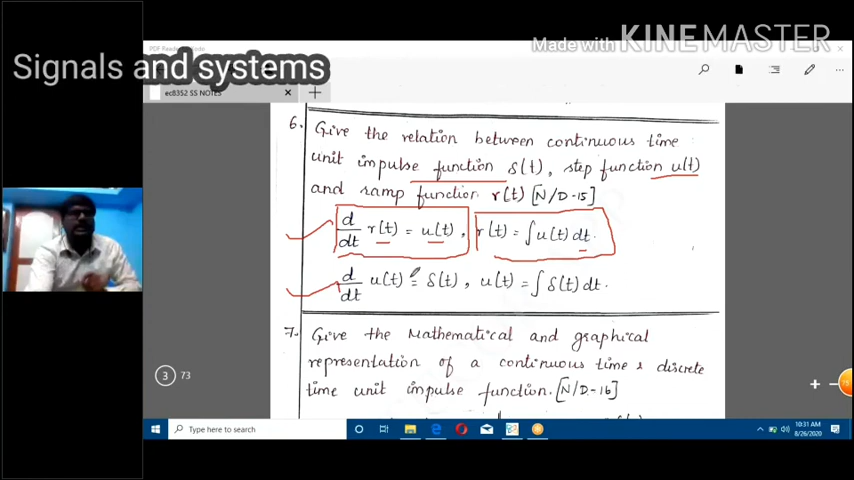 Made with KINEMASTER
Signals and systems
ec8352 SS NOTES
6. Give the relation between continuous time
unit impulse function δ(t), step function u(t)
and ramp function r(t) [N/D-15]
d/dt r(t) = u(t), r(t) = ∫u(t) dt.
d/dt u(t) = δ(t), u(t) = ∫δ(t) dt.
7. Give the Mathematical and graphical
representation of a continuous time & discrete
time unit impulse function. [N/D-16]
3 73
Type here to search
10:31 AM
8/26/2020